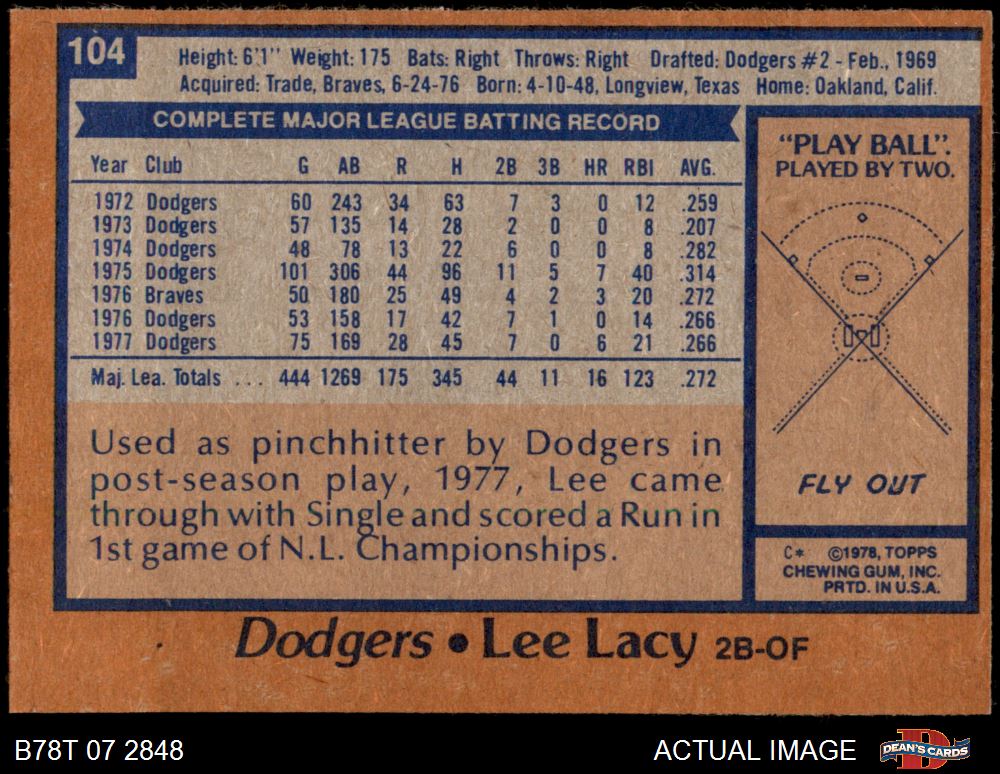 104
Height: 6'1" Weight: 175 Bats: Right Throws: Right Drafted: Dodgers #2 - Feb., 1969
Acquired: Trade, Braves, 6-24-76 Born: 4-10-48, Longview, Texas Home: Oakland, Calif.
COMPLETE MAJOR LEAGUE BATTING RECORD
Year Club G AB R H 2B 3B HR RBI AVG.
1972 Dodgers 60 243 34 63 7 3 0 12 .259
1973 Dodgers 57 135 14 28 2 0 0 8 .207
1974 Dodgers 48 78 13 22 6 0 0 8 .282
1975 Dodgers 101 306 44 96 11 5 7 40 .314
1976 Braves 50 180 25 49 4 2 3 20 .272
1976 Dodgers 53 158 17 42 7 1 0 14 .266
1977 Dodgers 75 169 28 45 7 0 6 21 .266
Maj. Lea. Totals ... 444 1269 175 345 44 11 16 123 .272
Used as pinchhitter by Dodgers in
post-season play, 1977, Lee came
through with Single and scored a Run in
1st game of N.L. Championships.
"PLAY BALL".
PLAYED BY TWO.
FLY OUT
C* ©1978, TOPPS
CHEWING GUM, INC.
PRTD. IN U.S.A.
Dodgers • Lee Lacy 2B-OF
B78T 07 2848
ACTUAL IMAGE
DEAN'S CARDS